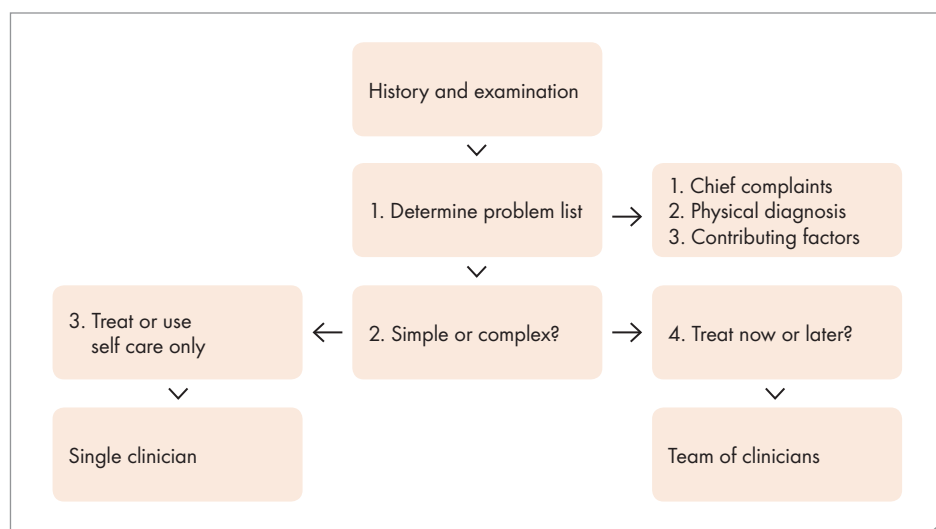 History and examination
1. Determine problem list
1. Chief complaints
2. Physical diagnosis
3. Contributing factors
3. Treat or use
self care only
2. Simple or complex?
4. Treat now or later?
Single clinician
Team of clinicians